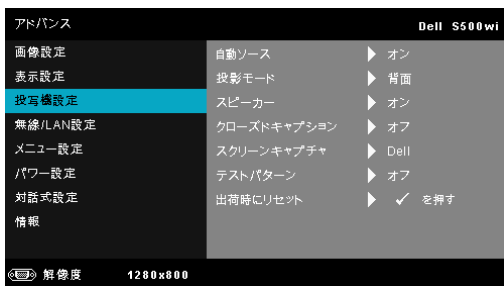 アドバンス
Dell S500wi
画像設定
表示設定
投写機設定
無線/LAN設定
メニュー設定
パワー設定
対話式設定
情報
自動ソース オン
投影モード 背面
スピーカー オン
クローズドキャプション オフ
スクリーンキャプチャ Dell
テストパターン オフ
出荷時にリセット ✓ を押す
解像度 1280x800